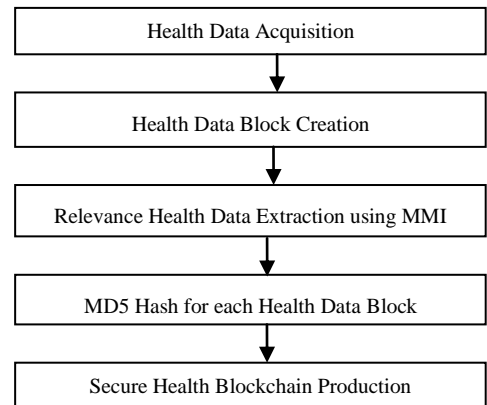 Health Data Acquisition
Health Data Block Creation
Relevance Health Data Extraction using MMI
MD5 Hash for each Health Data Block
Secure Health Blockchain Production